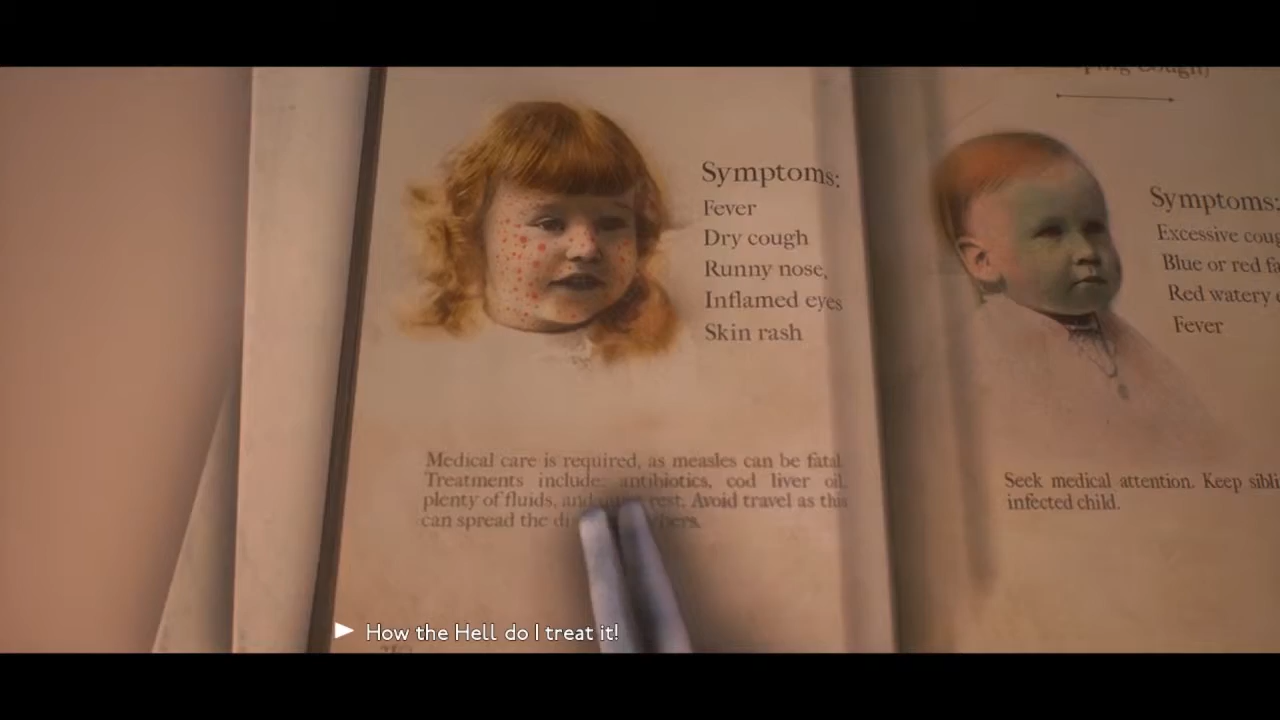 Symptoms:
Fever
Dry cough
Runny nose,
Inflamed eyes
Skin rash
Medical care is required, as measles can be fatal.
Treatments include: antibiotics, cod liver oil,
plenty of fluids, and rest. Avoid travel as this
can spread the
Cough)
Symptoms:
Excessive coug
Blue or red fa
Red watery e
Fever
Seek medical attention. Keep sibli
infected child.
How the Hell do I treat it!